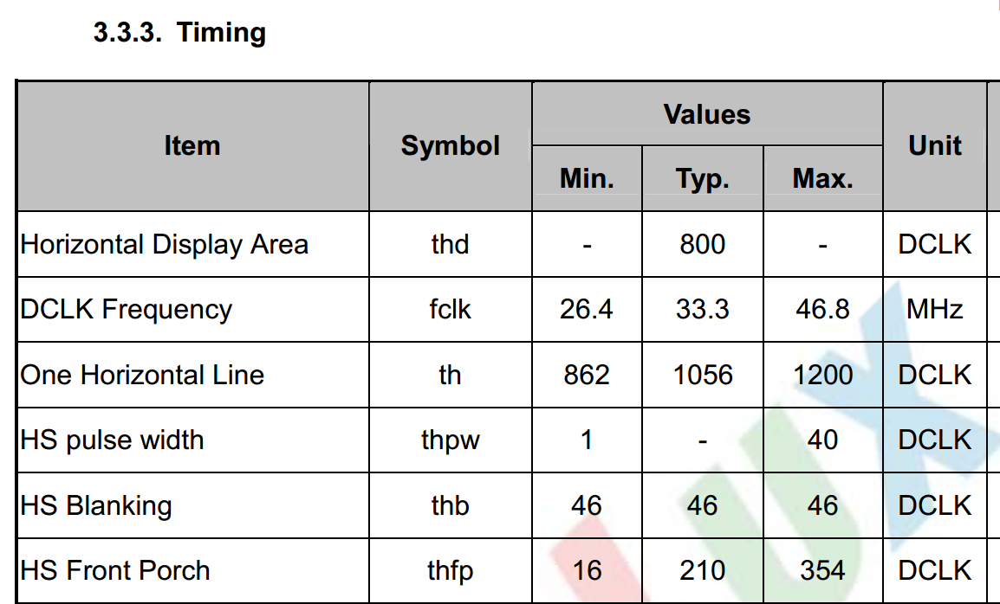 3.3.3. Timing
Item Symbol Values Unit
Min. Typ. Max.
Horizontal Display Area thd - 800 - DCLK
DCLK Frequency fclk 26.4 33.3 46.8 MHz
One Horizontal Line th 862 1056 1200 DCLK
HS pulse width thpw 1 - 40 DCLK
HS Blanking thb 46 46 46 DCLK
HS Front Porch thfp 16 210 354 DCLK